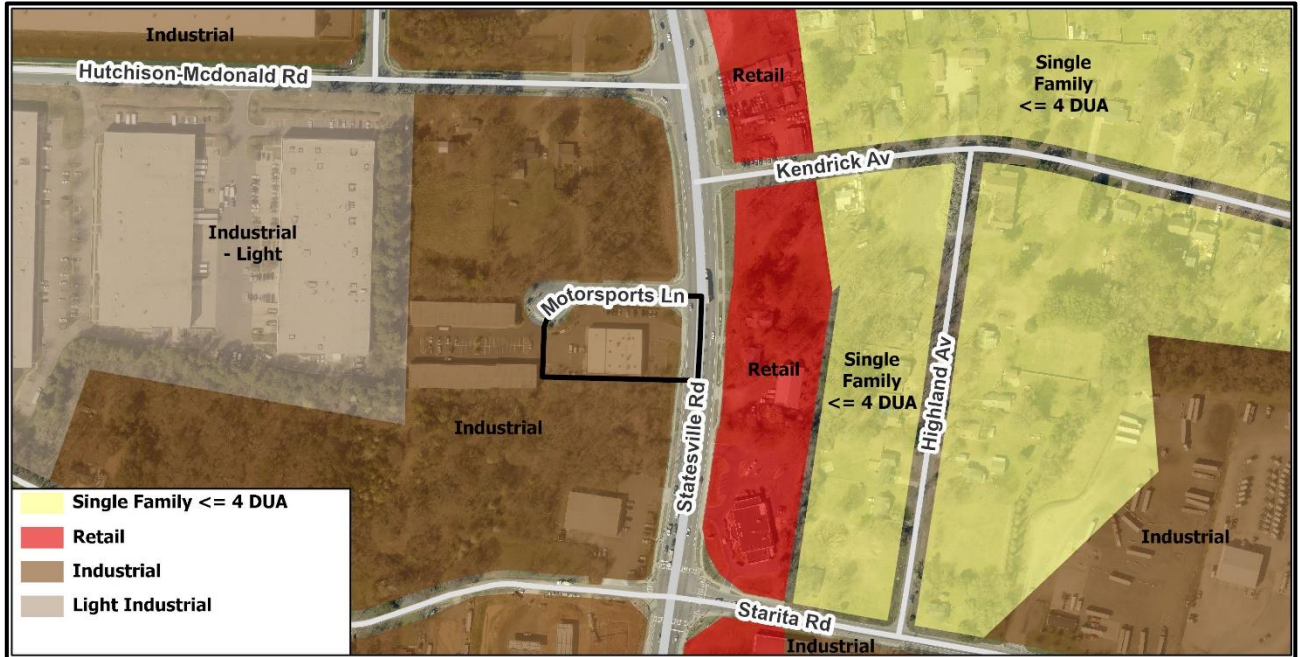 Industrial
Hutchison-Mcdonald Rd
Retail
Single
Family
<= 4 DUA
Kendrick Av
Industrial
- Light
Motorsports Ln
Retail
Single
Family
<= 4 DUA
Highland Av
Statesville Rd
Industrial
Industrial
Single Family <= 4 DUA
Retail
Industrial
Light Industrial
Starita Rd
Industrial